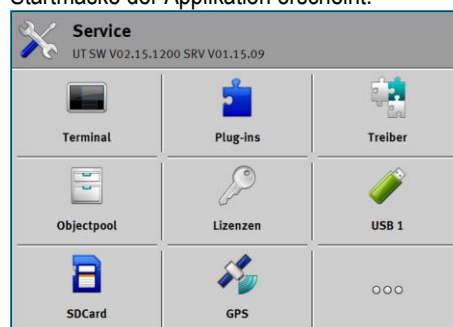 Startmaske der Applikation erscheint.
Service
UT SW V02.15.1200 SRV V01.15.09
Terminal
Plug-ins
Treiber
Objectpool
Lizenzen
USB 1
SDCard
GPS